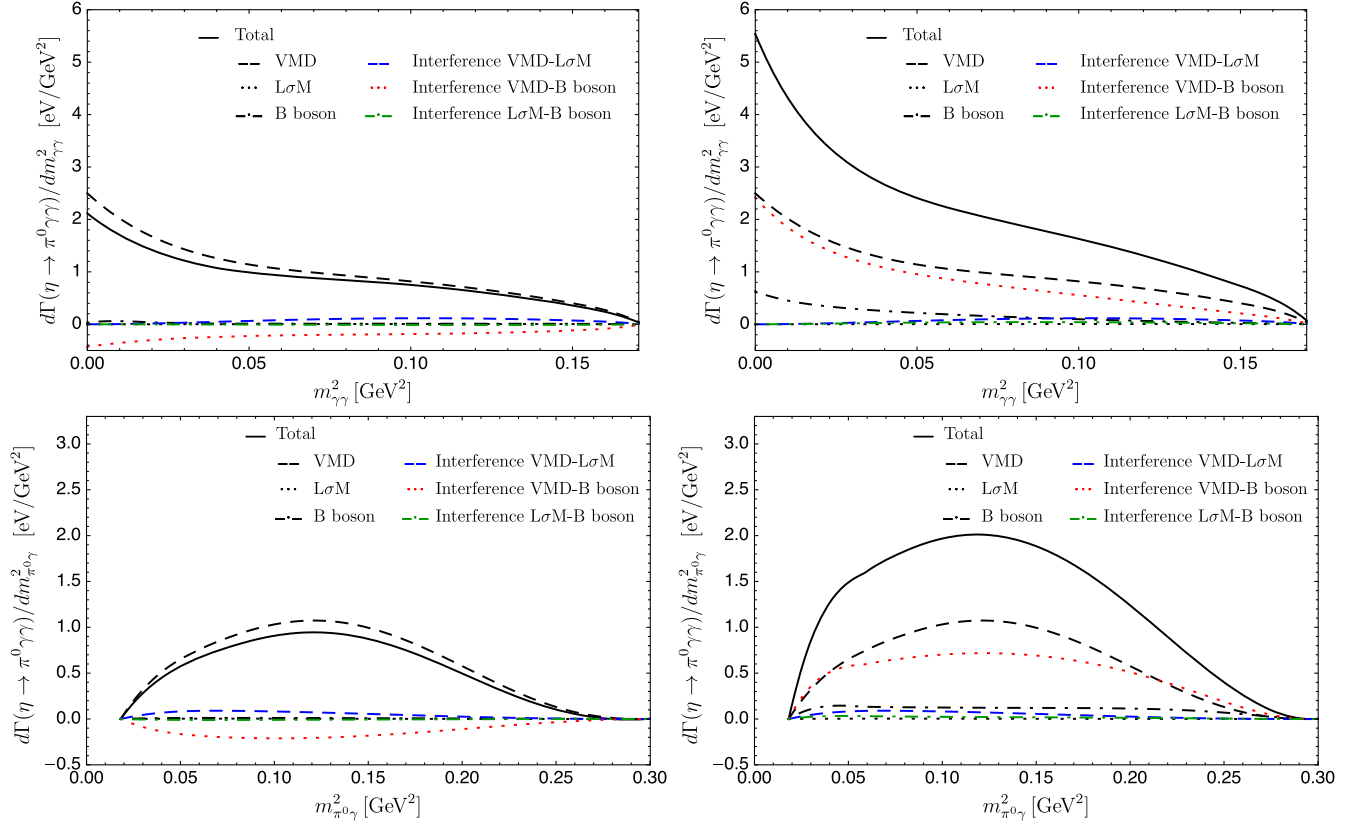 Total
VMD
LσM
B boson
Interference VMD-LσM
Interference VMD-B boson
Interference LσM-B boson
dΓ(η → π⁰γγ)/dm²γγ [eV/GeV²]
6
5
4
3
2
1
0
0.00 0.05 0.10 0.15
m²γγ [GeV²]
Total
VMD
LσM
B boson
Interference VMD-LσM
Interference VMD-B boson
Interference LσM-B boson
dΓ(η → π⁰γγ)/dm²γγ [eV/GeV²]
6
5
4
3
2
1
0
0.00 0.05 0.10 0.15
m²γγ [GeV²]
Total
VMD
LσM
B boson
Interference VMD-LσM
Interference VMD-B boson
Interference LσM-B boson
dΓ(η → π⁰γγ)/dm²π⁰γ [eV/GeV²]
3.0
2.5
2.0
1.5
1.0
0.5
0.0
−0.5
0.00 0.05 0.10 0.15 0.20 0.25 0.30
m²π⁰γ [GeV²]
Total
VMD
LσM
B boson
Interference VMD-LσM
Interference VMD-B boson
Interference LσM-B boson
dΓ(η → π⁰γγ)/dm²π⁰γ [eV/GeV²]
3.0
2.5
2.0
1.5
1.0
0.5
0.0
−0.5
0.00 0.05 0.10 0.15 0.20 0.25 0.30
m²π⁰γ [GeV²]